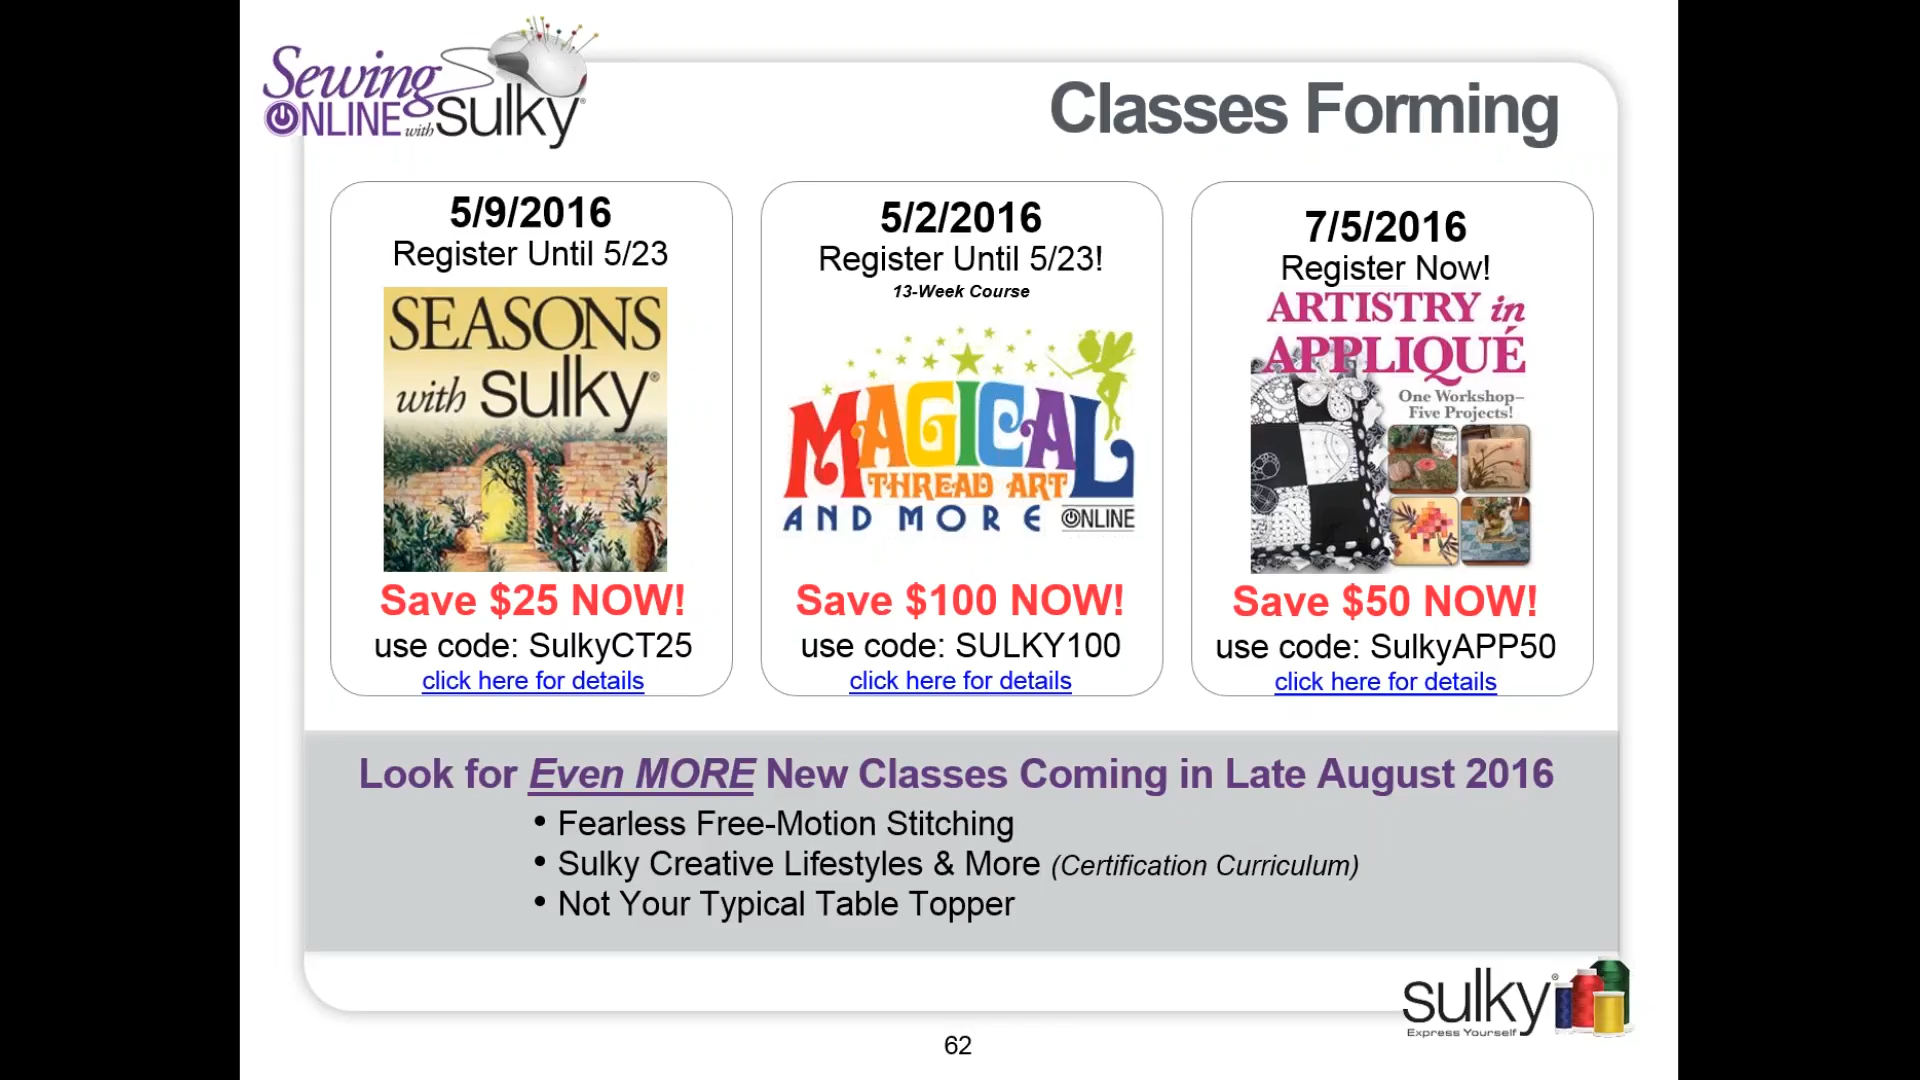 Sewing
ONLINE with sulky®
Classes Forming
5/9/2016
Register Until 5/23
SEASONS
with sulky®
Save $25 NOW!
use code: SulkyCT25
click here for details
5/2/2016
Register Until 5/23!
13-Week Course
MAGICAL
THREAD ART
AND MORE ONLINE
Save $100 NOW!
use code: SULKY100
click here for details
7/5/2016
Register Now!
ARTISTRY in
APPLIQUÉ
One Workshop–
Five Projects!
Save $50 NOW!
use code: SulkyAPP50
click here for details
Look for Even MORE New Classes Coming in Late August 2016
• Fearless Free-Motion Stitching
• Sulky Creative Lifestyles & More (Certification Curriculum)
• Not Your Typical Table Topper
sulky®
Express Yourself
62